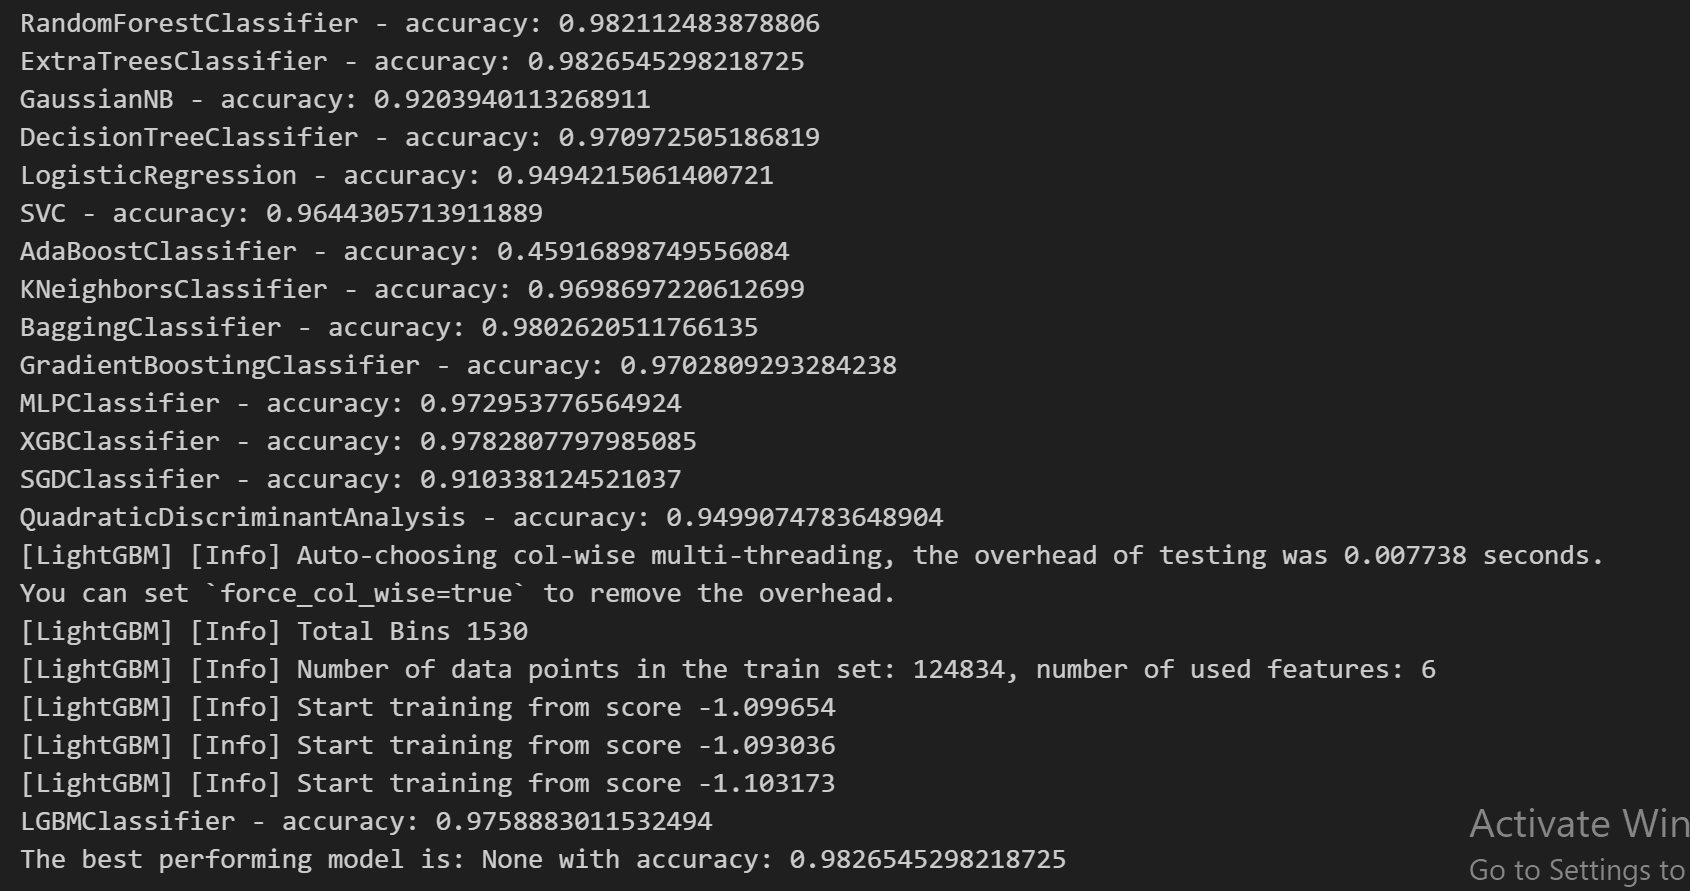 RandomForestClassifier - accuracy: 0.982112483878806
ExtraTreesClassifier - accuracy: 0.9826545298218725
GaussianNB - accuracy: 0.9203940113268911
DecisionTreeClassifier - accuracy: 0.970972505186819
LogisticRegression - accuracy: 0.9494215061400721
SVC - accuracy: 0.9644305713911889
AdaBoostClassifier - accuracy: 0.45916898749556084
KNeighborsClassifier - accuracy: 0.9698697220612699
BaggingClassifier - accuracy: 0.9802620511766135
GradientBoostingClassifier - accuracy: 0.9702809293284238
MLPClassifier - accuracy: 0.972953776564924
XGBClassifier - accuracy: 0.9782807797985085
SGDClassifier - accuracy: 0.910338124521037
QuadraticDiscriminantAnalysis - accuracy: 0.9499074783648904
[LightGBM] [Info] Auto-choosing col-wise multi-threading, the overhead of testing was 0.007738 seconds.
You can set `force_col_wise=true` to remove the overhead.
[LightGBM] [Info] Total Bins 1530
[LightGBM] [Info] Number of data points in the train set: 124834, number of used features: 6
[LightGBM] [Info] Start training from score -1.099654
[LightGBM] [Info] Start training from score -1.093036
[LightGBM] [Info] Start training from score -1.103173
LGBMClassifier - accuracy: 0.9758883011532494
The best performing model is: None with accuracy: 0.9826545298218725
Activate Win
Go to Settings to